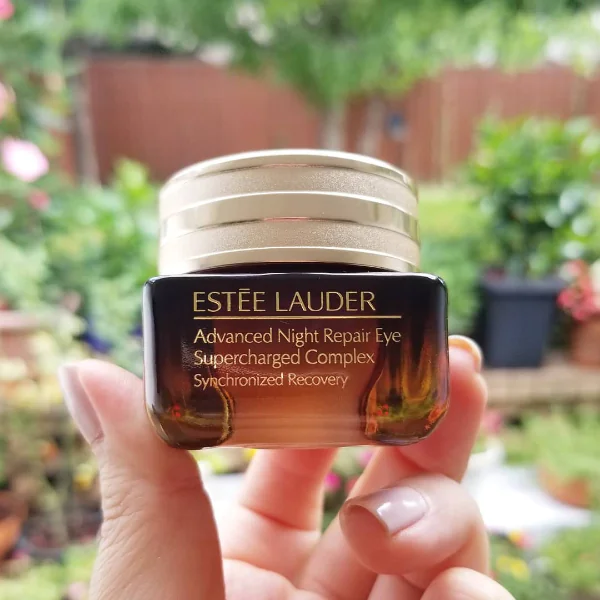 ESTĒE LAUDER
Advanced Night Repair Eye
Supercharged Complex
Synchronized Recovery